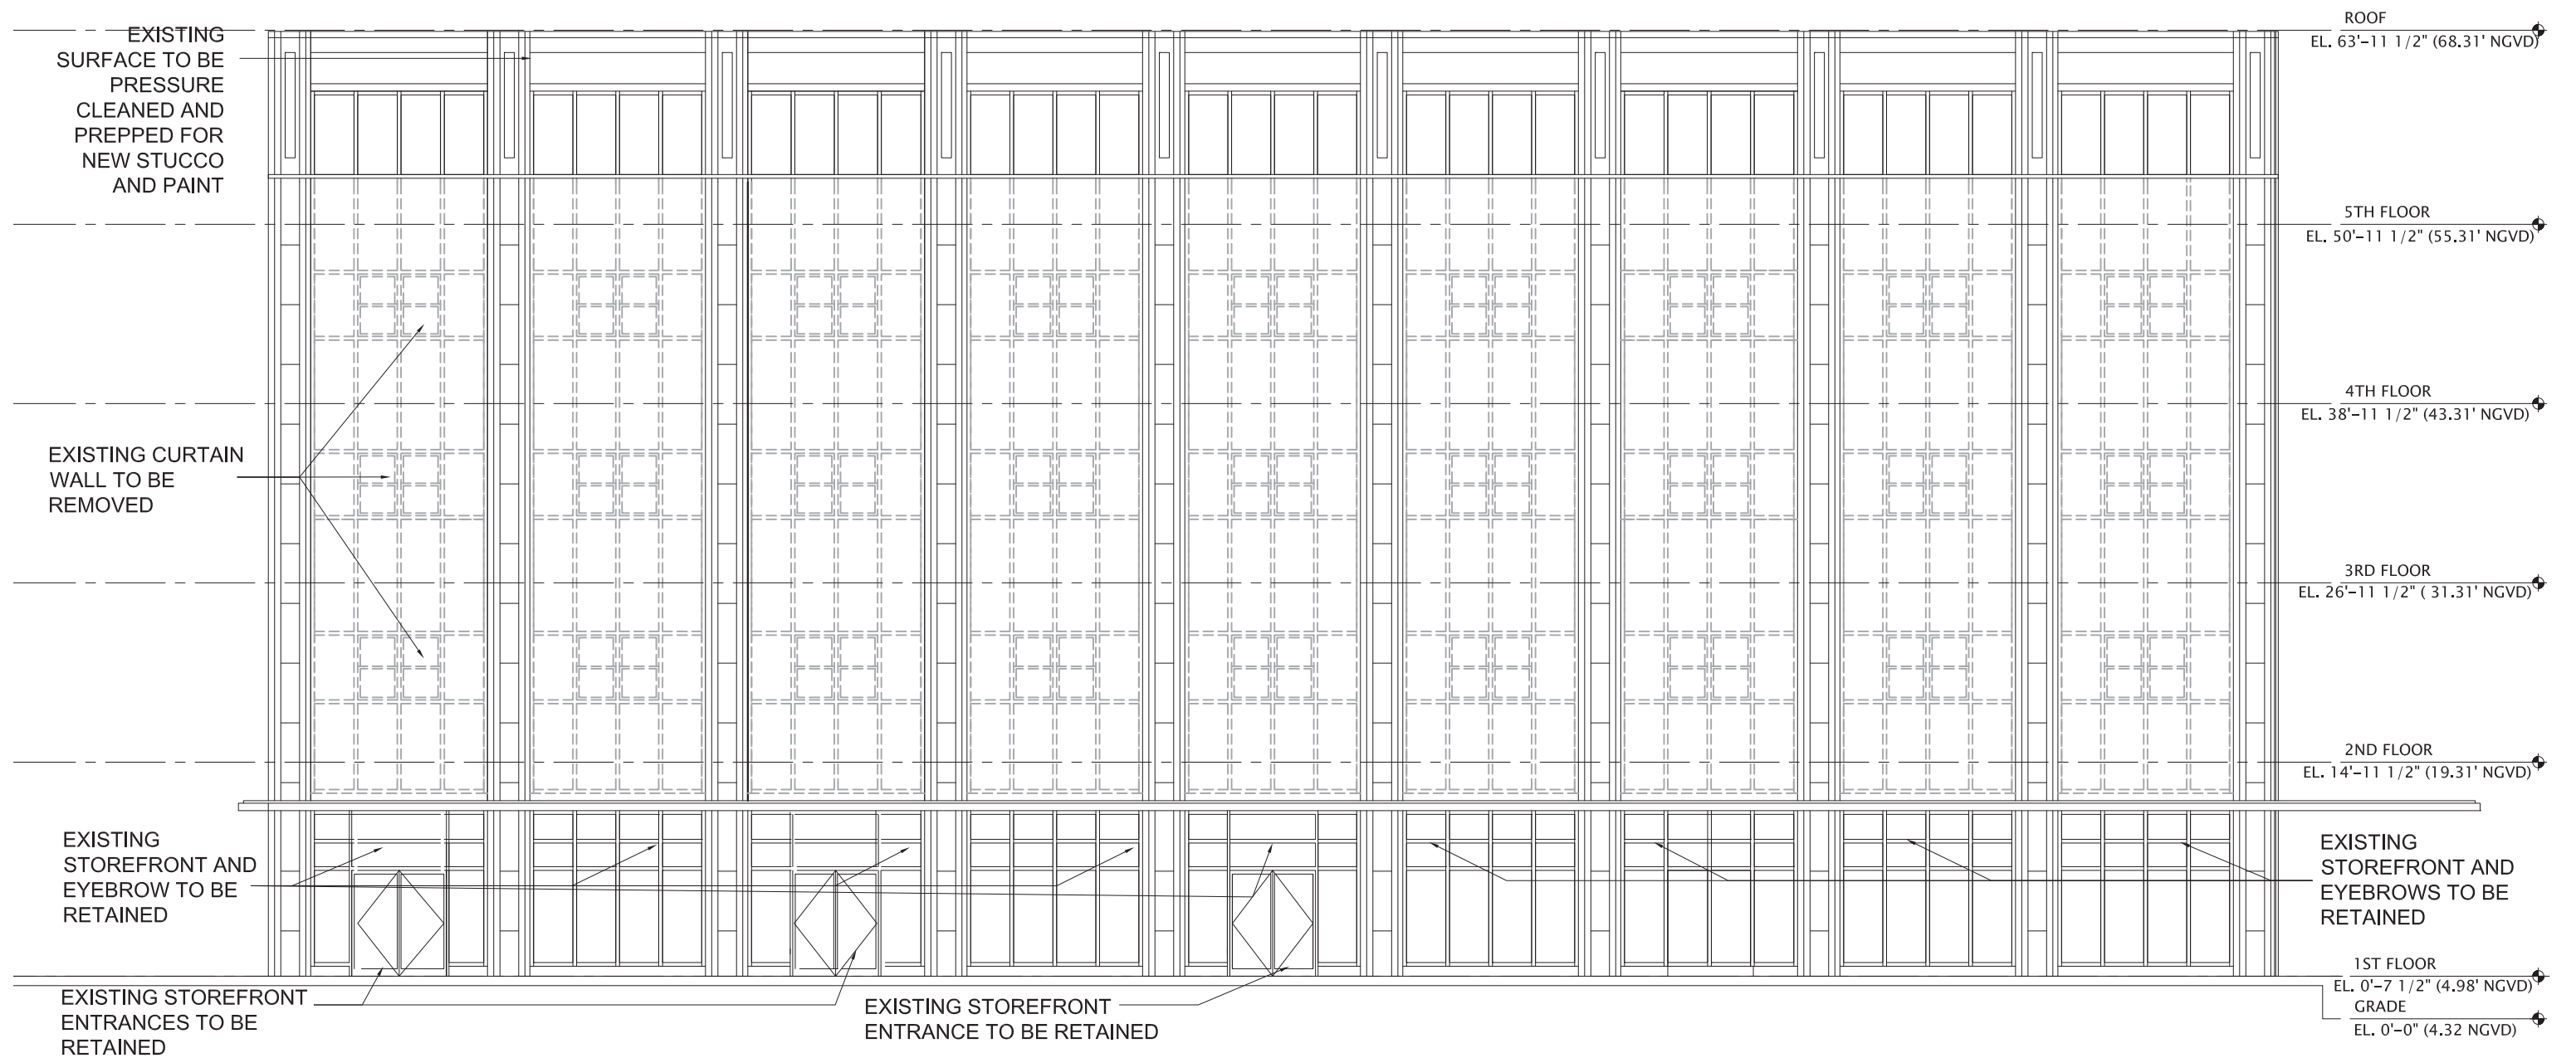 EXISTING
SURFACE TO BE
PRESSURE
CLEANED AND
PREPPED FOR
NEW STUCCO
AND PAINT
ROOF
EL. 63'-11 1/2" (68.31' NGVD)
5TH FLOOR
EL. 50'-11 1/2" (55.31' NGVD)
4TH FLOOR
EL. 38'-11 1/2" (43.31' NGVD)
EXISTING CURTAIN
WALL TO BE
REMOVED
3RD FLOOR
EL. 26'-11 1/2" ( 31.31' NGVD)
2ND FLOOR
EL. 14'-11 1/2" (19.31' NGVD)
EXISTING
STOREFRONT AND
EYEBROW TO BE
RETAINED
EXISTING
STOREFRONT AND
EYEBROWS TO BE
RETAINED
1ST FLOOR
EL. 0'-7 1/2" (4.98' NGVD)
GRADE
EL. 0'-0" (4.32 NGVD)
EXISTING STOREFRONT
ENTRANCES TO BE
RETAINED
EXISTING STOREFRONT
ENTRANCE TO BE RETAINED